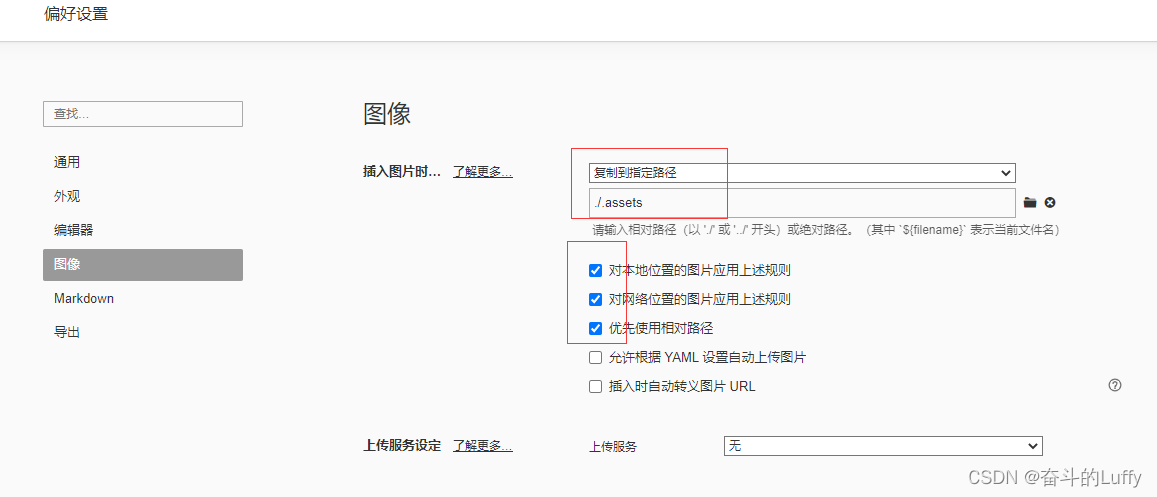 偏好设置
查找...
通用
外观
编辑器
图像
Markdown
导出
图像
插入图片时... 了解更多...
复制到指定路径
./.assets
请输入相对路径（以 './' 或 '../' 开头）或绝对路径。（其中 `${filename}` 表示当前文件名）
对本地位置的图片应用上述规则
对网络位置的图片应用上述规则
优先使用相对路径
允许根据 YAML 设置自动上传图片
插入时自动转义图片 URL
上传服务设定 了解更多... 上传服务 无
CSDN @奋斗的Luffy